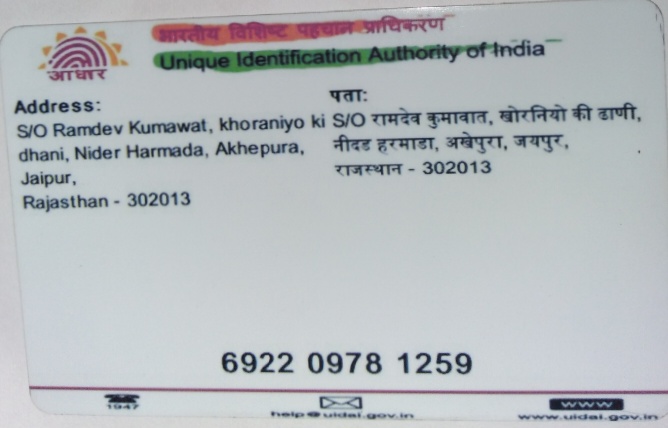 भारतीय विशिष्ट पहचान प्राधिकरण
Unique Identification Authority of India
आधार
Address:
S/O Ramdev Kumawat, khoraniyo ki
dhani, Nider Harmada, Akhepura,
Jaipur,
Rajasthan - 302013
पता:
S/O रामदेव कुमावात, खोरनियो की ढाणी,
नीदड हरमाडा, अखेपुरा, जयपुर,
राजस्थान - 302013
6922 0978 1259
1947
help@uidai.gov.in
WWW
www.uidai.gov.in